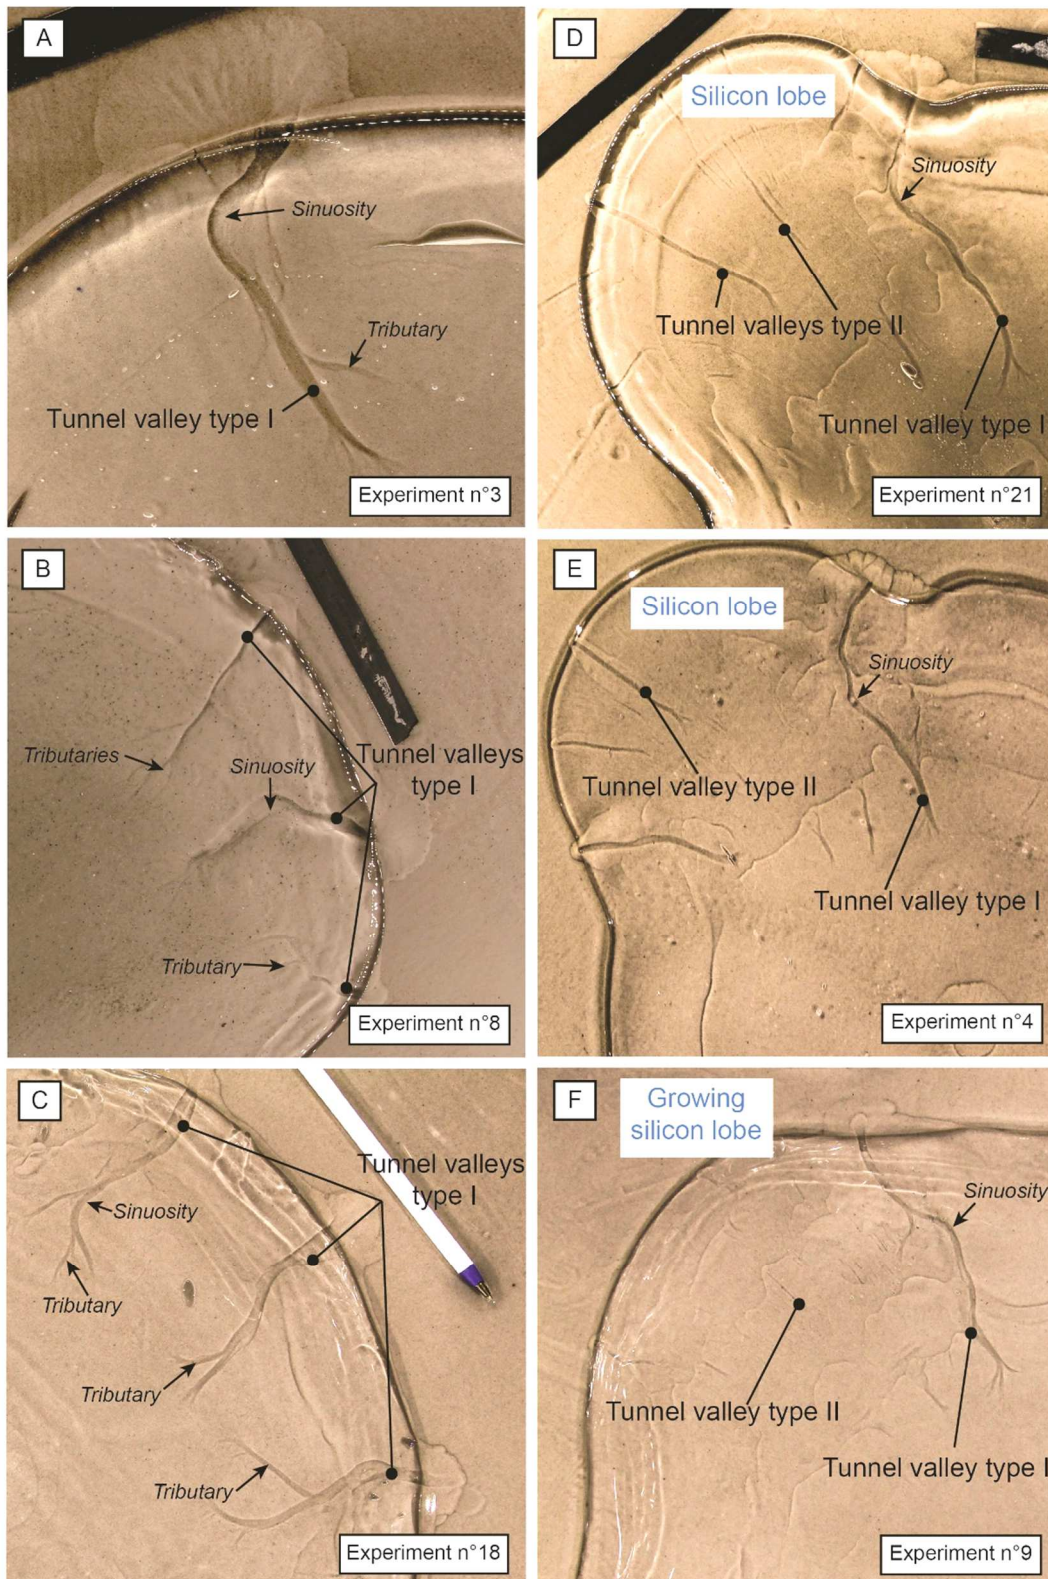 A
Sinuosity
Tributary
Tunnel valley type I
Experiment n°3
B
Tributaries
Sinuosity
Tunnel valleys
type I
Tributary
Experiment n°8
C
Tunnel valleys
type I
Sinuosity
Tributary
Tributary
Tributary
Experiment n°18
D
Silicon lobe
Sinuosity
Tunnel valleys type II
Tunnel valley type I
Experiment n°21
E
Silicon lobe
Sinuosity
Tunnel valley type II
Tunnel valley type I
Experiment n°4
F
Growing
silicon lobe
Sinuosity
Tunnel valley type II
Tunnel valley type I
Experiment n°9